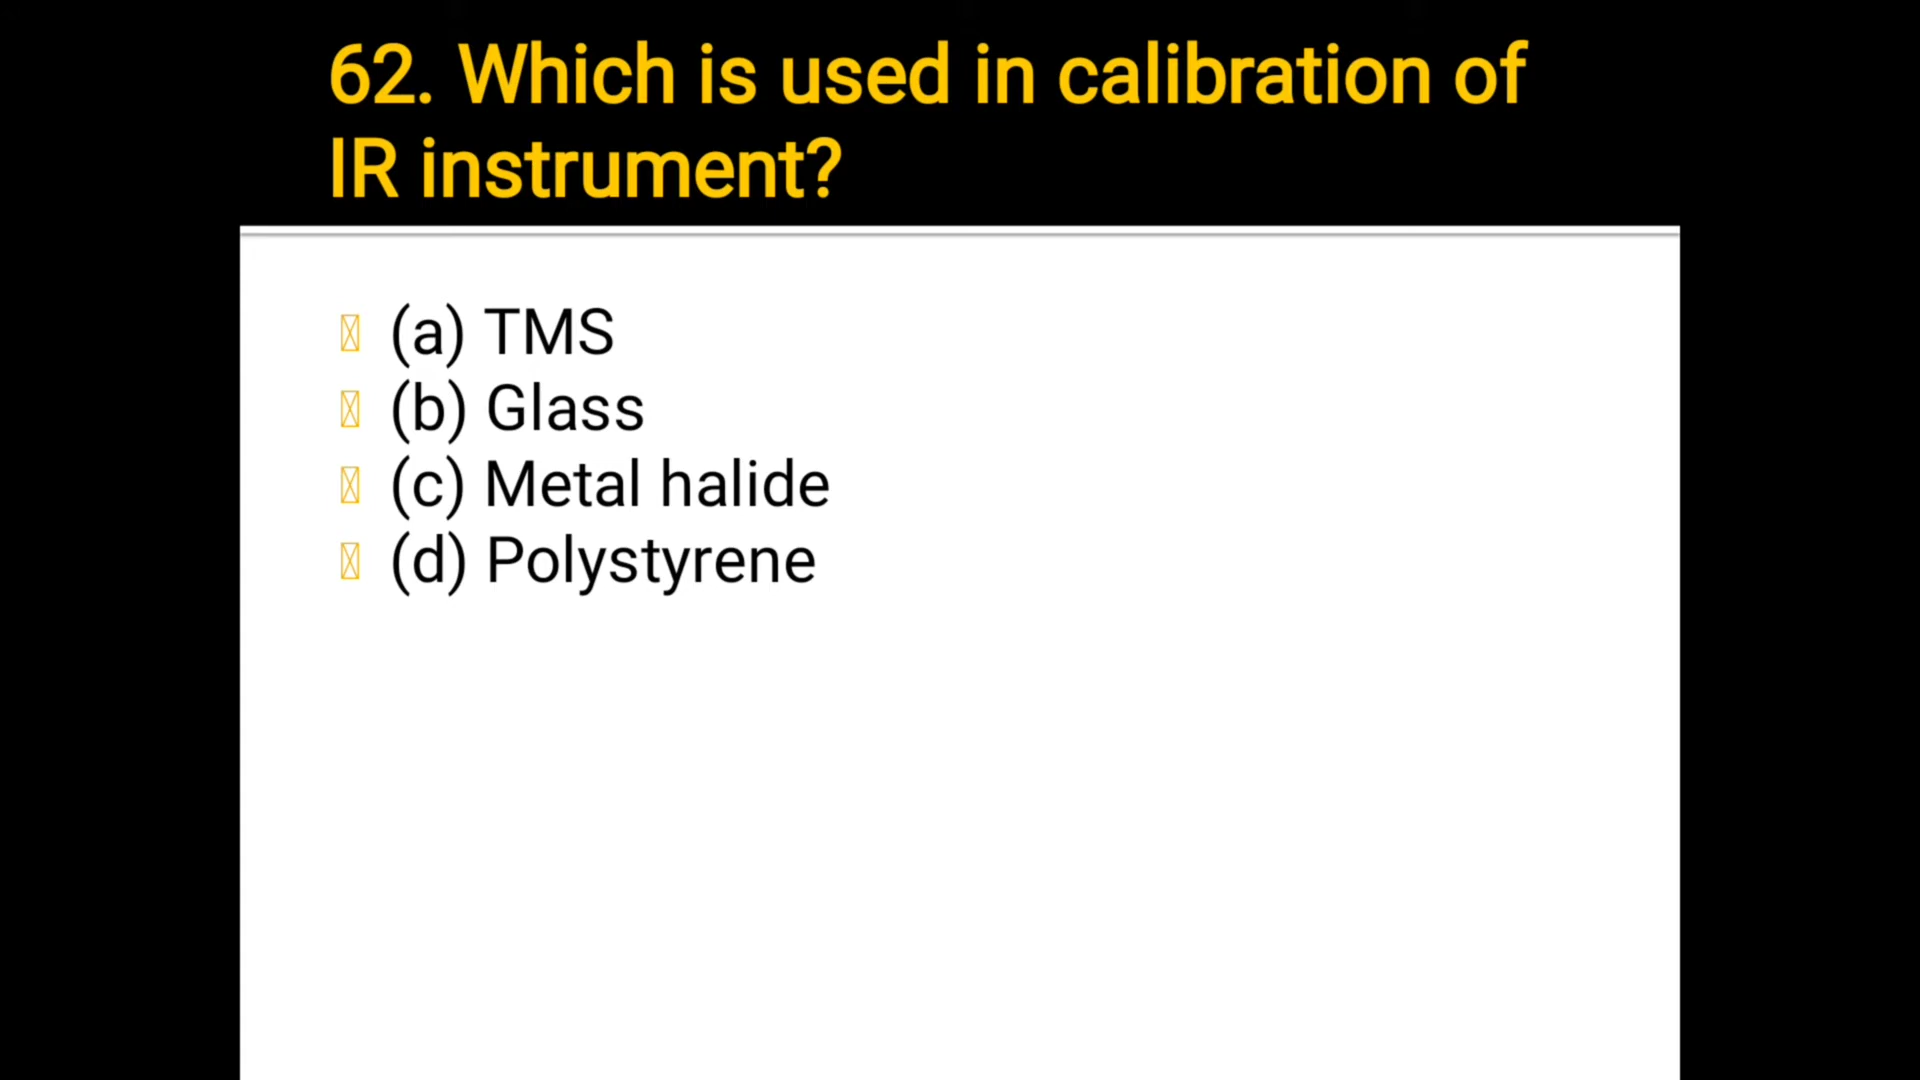 62. Which is used in calibration of
IR instrument?
(a) TMS
(b) Glass
(c) Metal halide
(d) Polystyrene